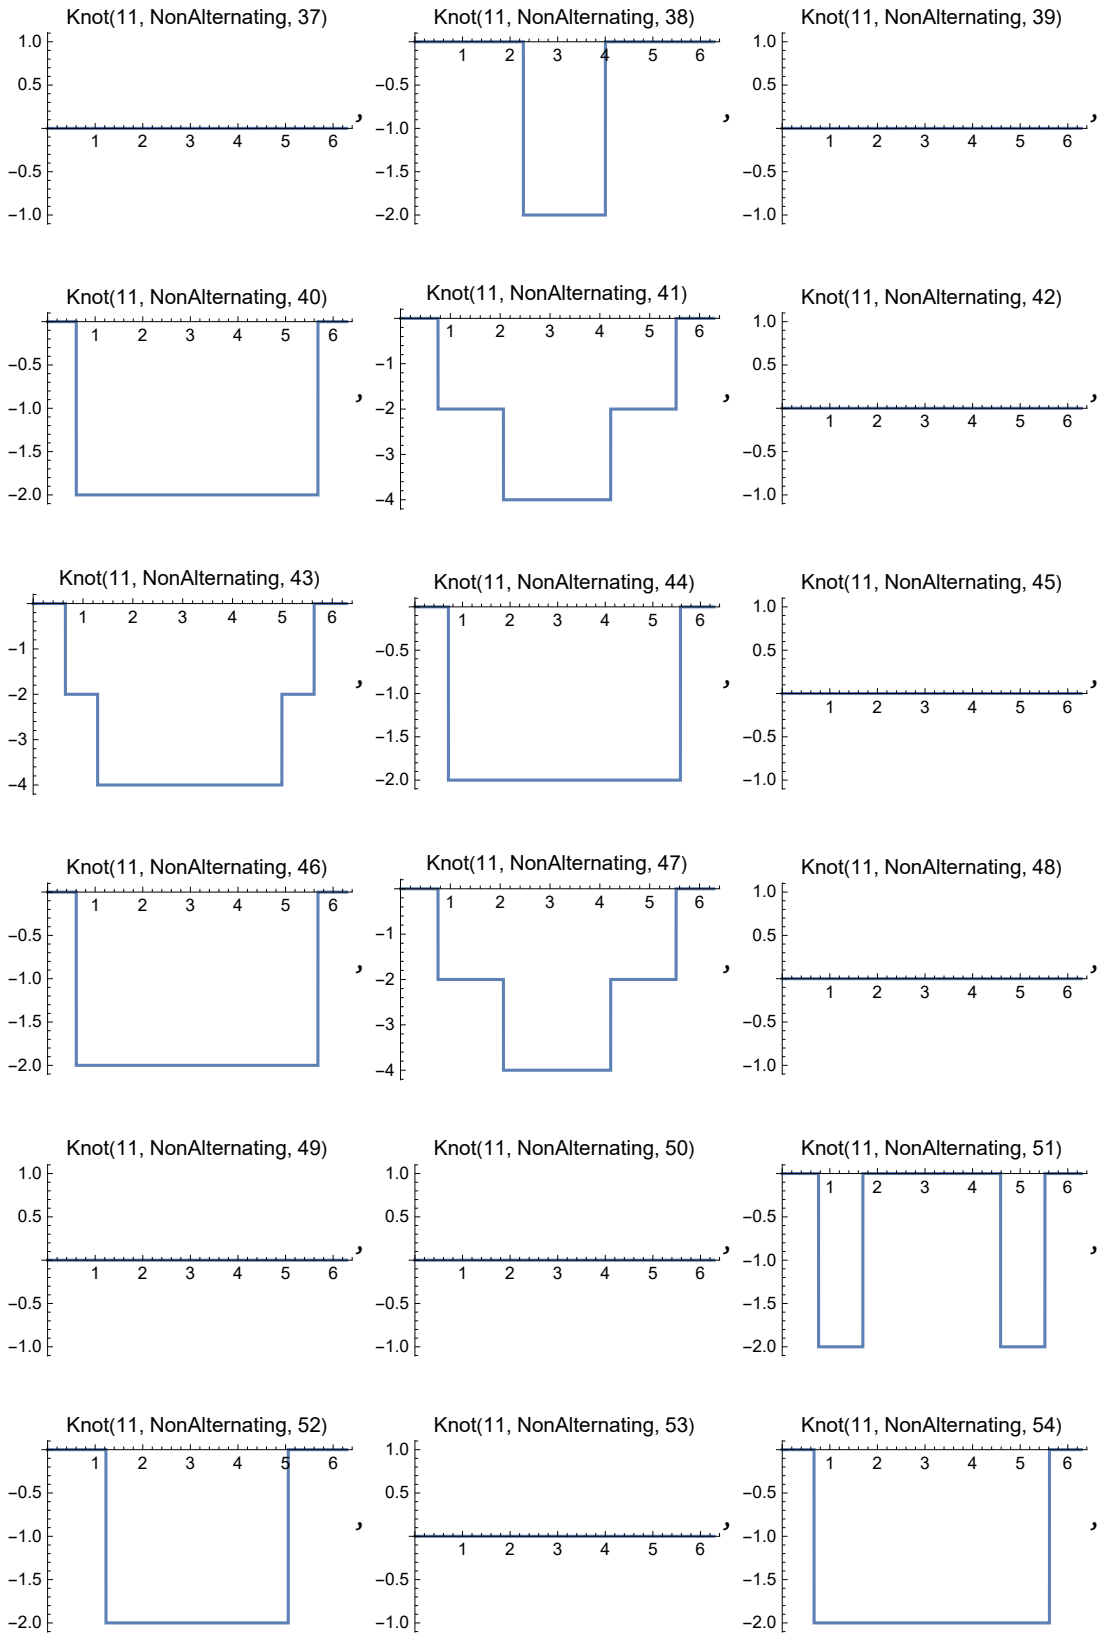 Knot(11, NonAlternating, 37) Knot(11, NonAlternating, 38) Knot(11, NonAlternating, 39)
1.0 1 2 3 4 5 6 1.0
0.5 −0.5 0.5
, −1.0 , ,
1 2 3 4 5 6 1 2 3 4 5 6
−0.5 −1.5 −0.5
−1.0 −2.0 −1.0
Knot(11, NonAlternating, 40) Knot(11, NonAlternating, 41) Knot(11, NonAlternating, 42)
1 2 3 4 5 6 1 2 3 4 5 6 1.0
−0.5 −1 0.5
−1.0 , −2 , ,
1 2 3 4 5 6
−1.5 −3 −0.5
−2.0 −4 −1.0
Knot(11, NonAlternating, 43) Knot(11, NonAlternating, 44) Knot(11, NonAlternating, 45)
1 2 3 4 5 6 1 2 3 4 5 6 1.0
−1 −0.5 0.5
−2 , −1.0 , ,
1 2 3 4 5 6
−3 −1.5 −0.5
−4 −2.0 −1.0
Knot(11, NonAlternating, 46) Knot(11, NonAlternating, 47) Knot(11, NonAlternating, 48)
1 2 3 4 5 6 1 2 3 4 5 6 1.0
−0.5 −1 0.5
−1.0 , −2 , ,
1 2 3 4 5 6
−1.5 −3 −0.5
−2.0 −4 −1.0
Knot(11, NonAlternating, 49) Knot(11, NonAlternating, 50) Knot(11, NonAlternating, 51)
1.0 1.0 1 2 3 4 5 6
0.5 0.5 −0.5
, , −1.0 ,
1 2 3 4 5 6 1 2 3 4 5 6
−0.5 −0.5 −1.5
−1.0 −1.0 −2.0
Knot(11, NonAlternating, 52) Knot(11, NonAlternating, 53) Knot(11, NonAlternating, 54)
1 2 3 4 5 6 1.0 1 2 3 4 5 6
−0.5 0.5 −0.5
−1.0 , , −1.0 ,
1 2 3 4 5 6
−1.5 −0.5 −1.5
−2.0 −1.0 −2.0